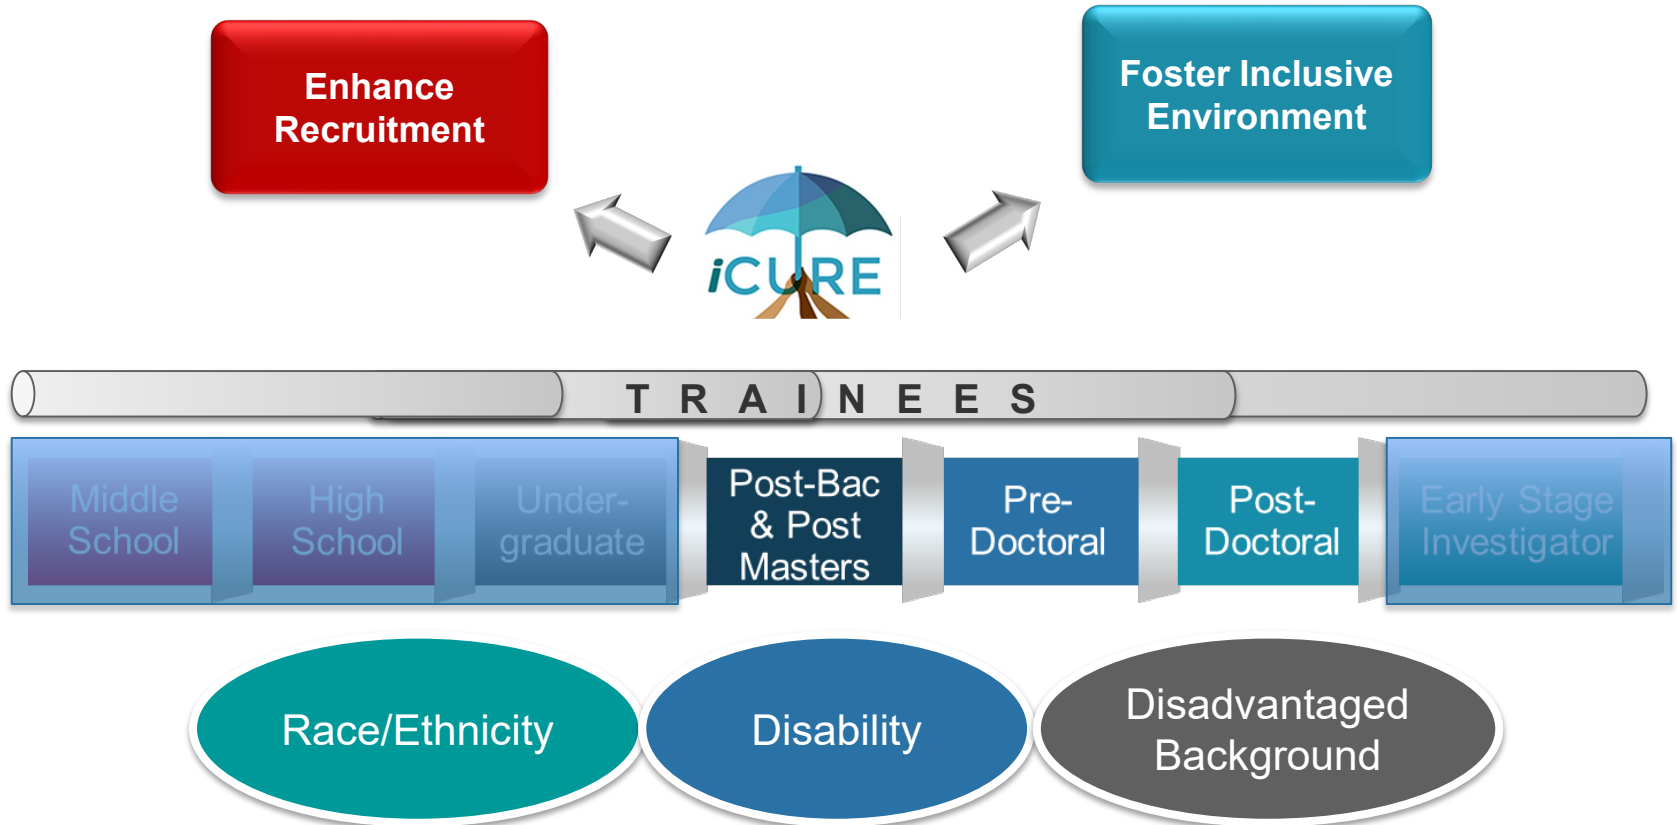 Enhance
Recruitment
Foster Inclusive
Environment
iCURE
TRAINEES
Middle
School
High
School
Under-
graduate
Post-Bac
& Post
Masters
Pre-
Doctoral
Post-
Doctoral
Early Stage
Investigator
Race/Ethnicity
Disability
Disadvantaged
Background